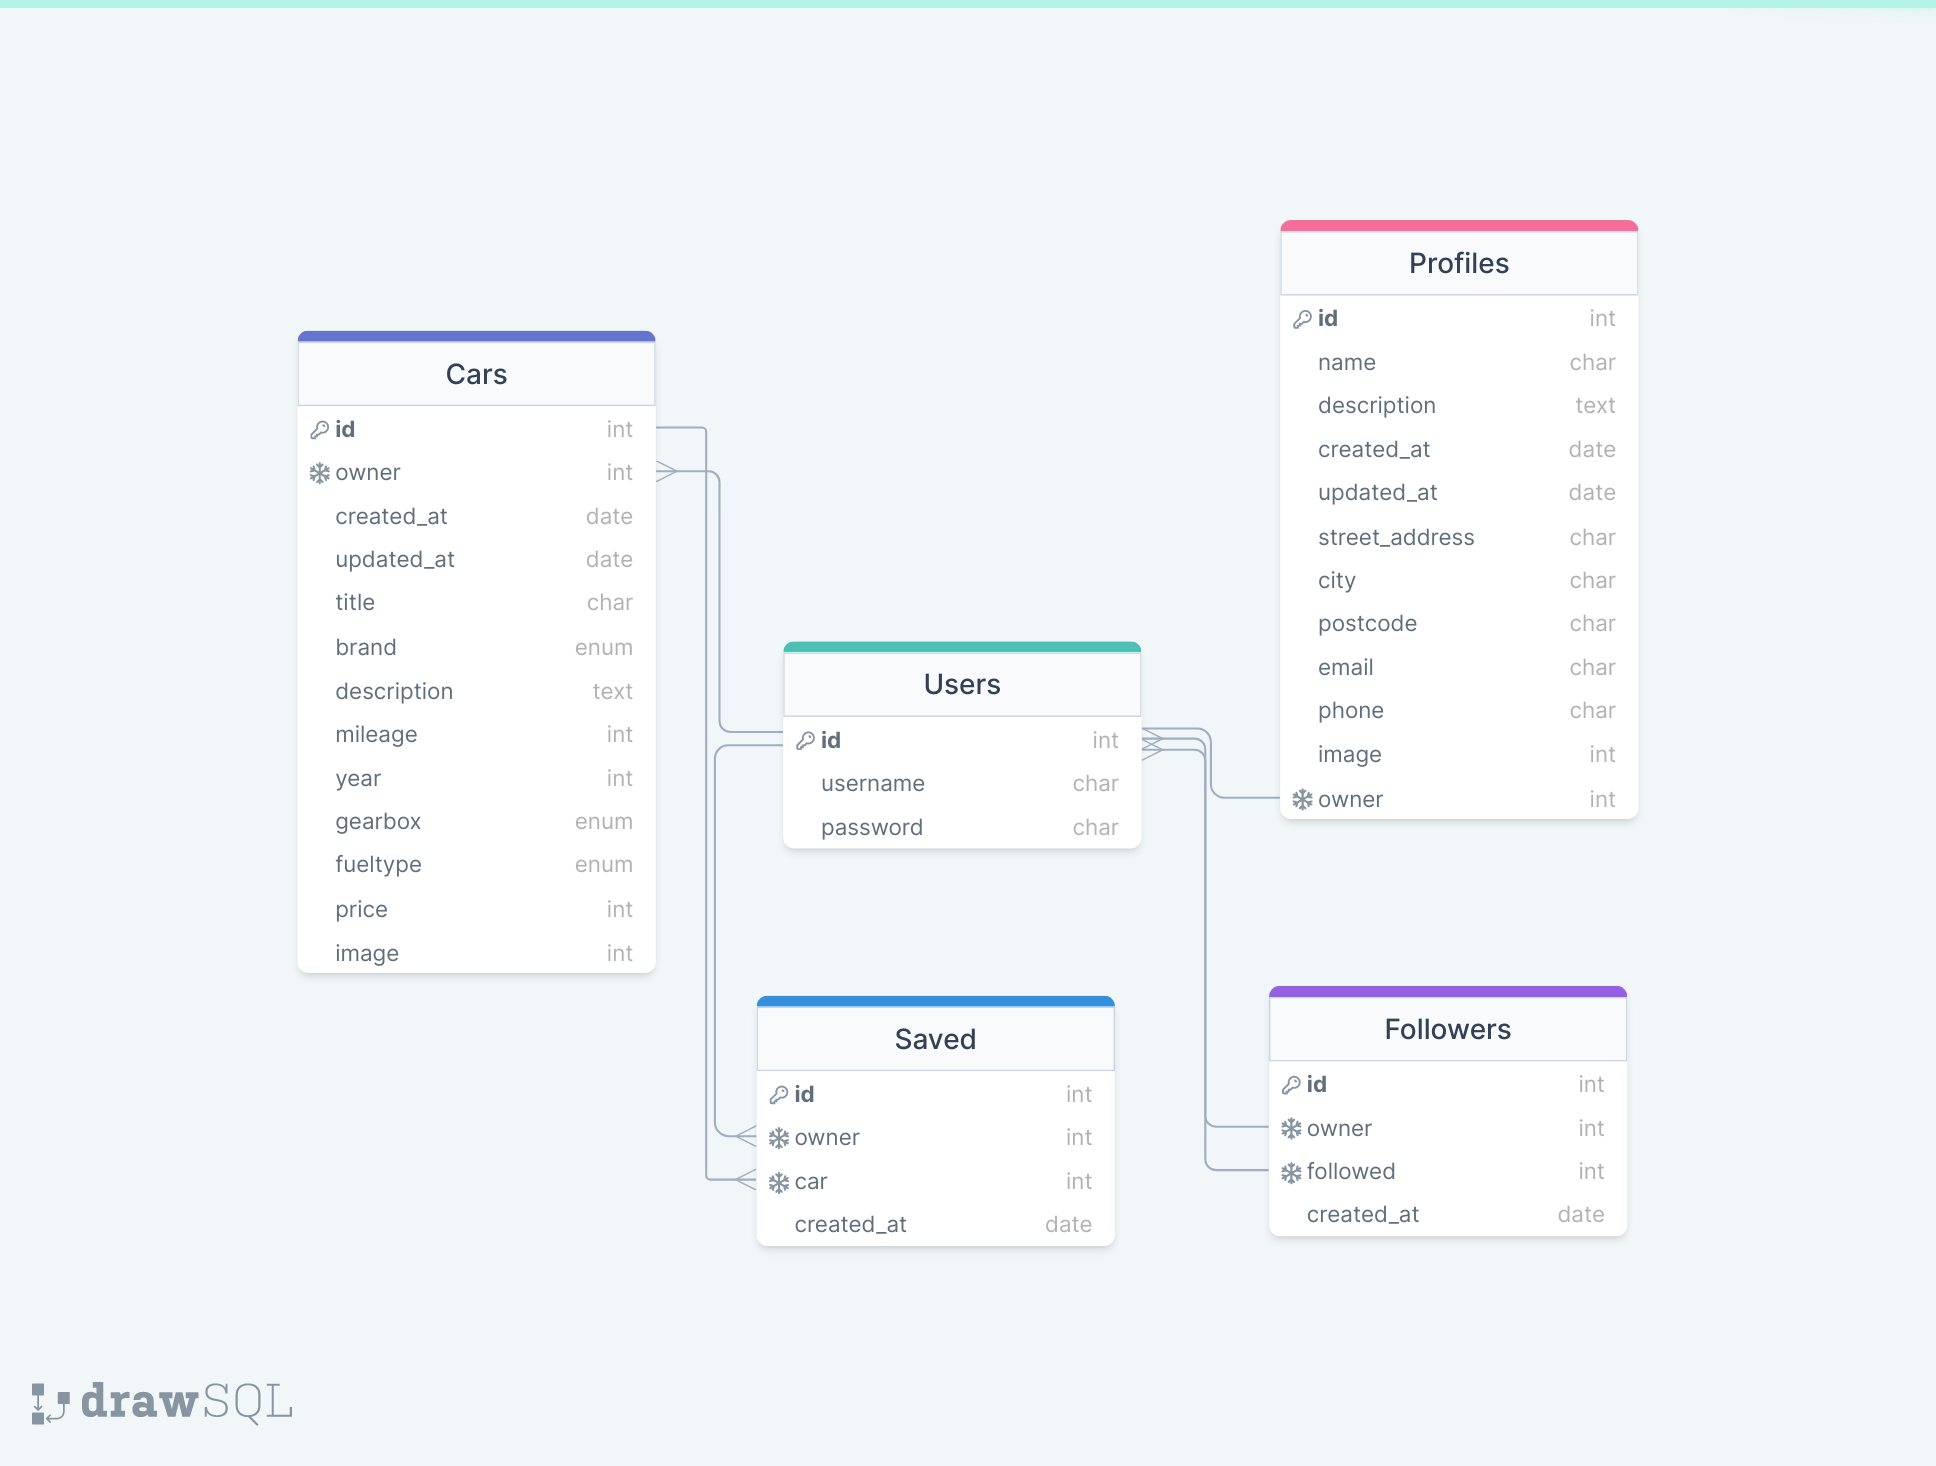 Cars
id int
owner int
created_at date
updated_at date
title char
brand enum
description text
mileage int
year int
gearbox enum
fueltype enum
price int
image int
Users
id int
username char
password char
Profiles
id int
name char
description text
created_at date
updated_at date
street_address char
city char
postcode char
email char
phone char
image int
owner int
Saved
id int
owner int
car int
created_at date
Followers
id int
owner int
followed int
created_at date
drawSQL